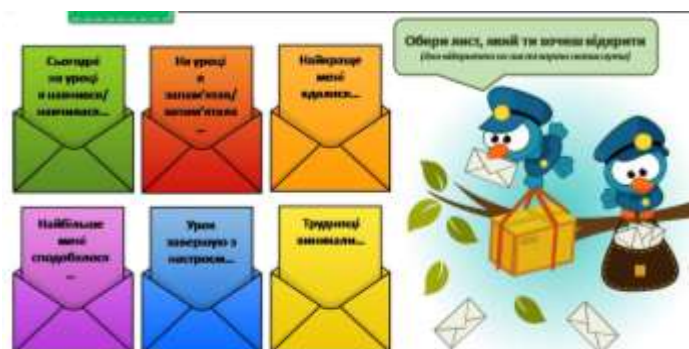 Сьогодні
на уроці
я навчився/
навчилася...
На уроці
я
запам'ятав/
запам'ятала
...
Найкраще
мені
вдалося...
Обери лист, який ти хочеш відкрити
Найбільше
мені
сподобалося
...
Урок
завершую з
настроєм...
Труднощі
виникали...